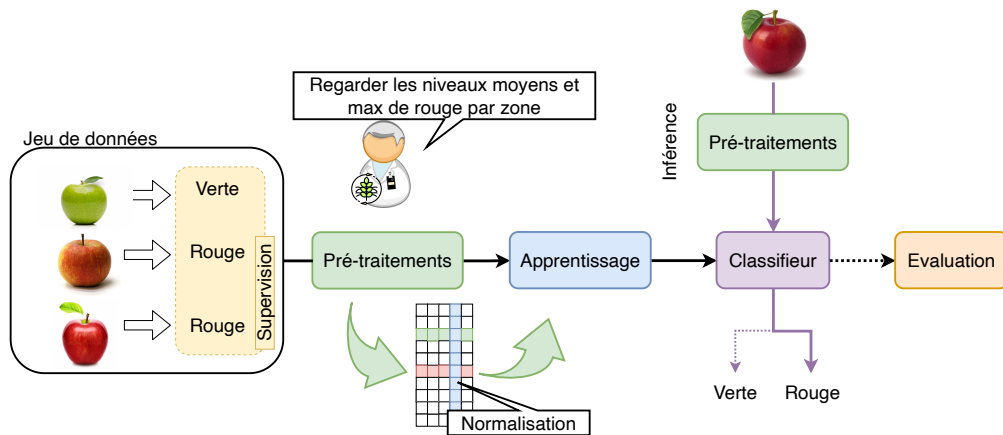 Regarder les niveaux moyens et
max de rouge par zone
Jeu de données
Verte
Rouge
Rouge
Supervision
Pré-traitements
Apprentissage
Classifieur
Evaluation
Inférence
Pré-traitements
Normalisation
Verte
Rouge